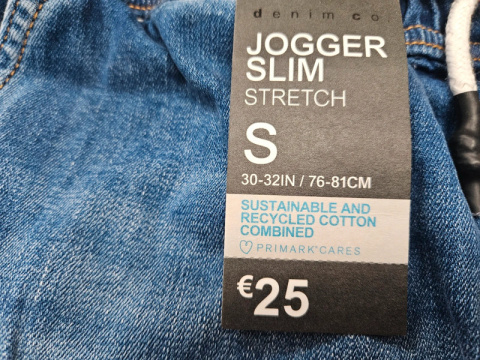 denim co.
JOGGER
SLIM
STRETCH
S
30-32IN / 76-81CM
SUSTAINABLE AND
RECYCLED COTTON
COMBINED
PRIMARK®CARES
€25